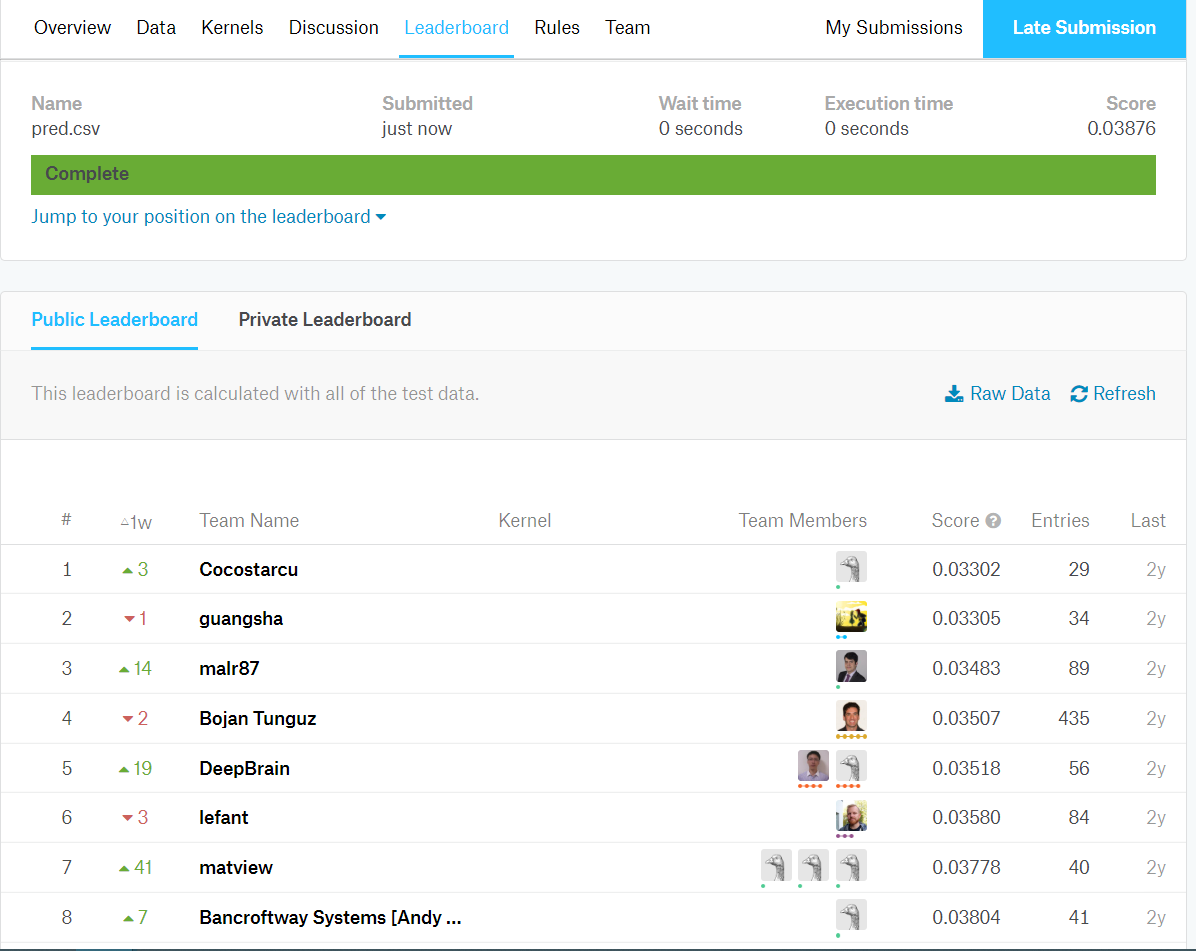 Overview Data Kernels Discussion Leaderboard Rules Team My Submissions Late Submission
Name Submitted Wait time Execution time Score
pred.csv just now 0 seconds 0 seconds 0.03876
Complete
Jump to your position on the leaderboard
Public Leaderboard Private Leaderboard
This leaderboard is calculated with all of the test data. Raw Data Refresh
# △1w Team Name Kernel Team Members Score ? Entries Last
1 ▲ 3 Cocostarcu 0.03302 29 2y
2 ▼ 1 guangsha 0.03305 34 2y
3 ▲ 14 malr87 0.03483 89 2y
4 ▼ 2 Bojan Tunguz 0.03507 435 2y
5 ▲ 19 DeepBrain 0.03518 56 2y
6 ▼ 3 lefant 0.03580 84 2y
7 ▲ 41 matview 0.03778 40 2y
8 ▲ 7 Bancroftway Systems [Andy ... 0.03804 41 2y